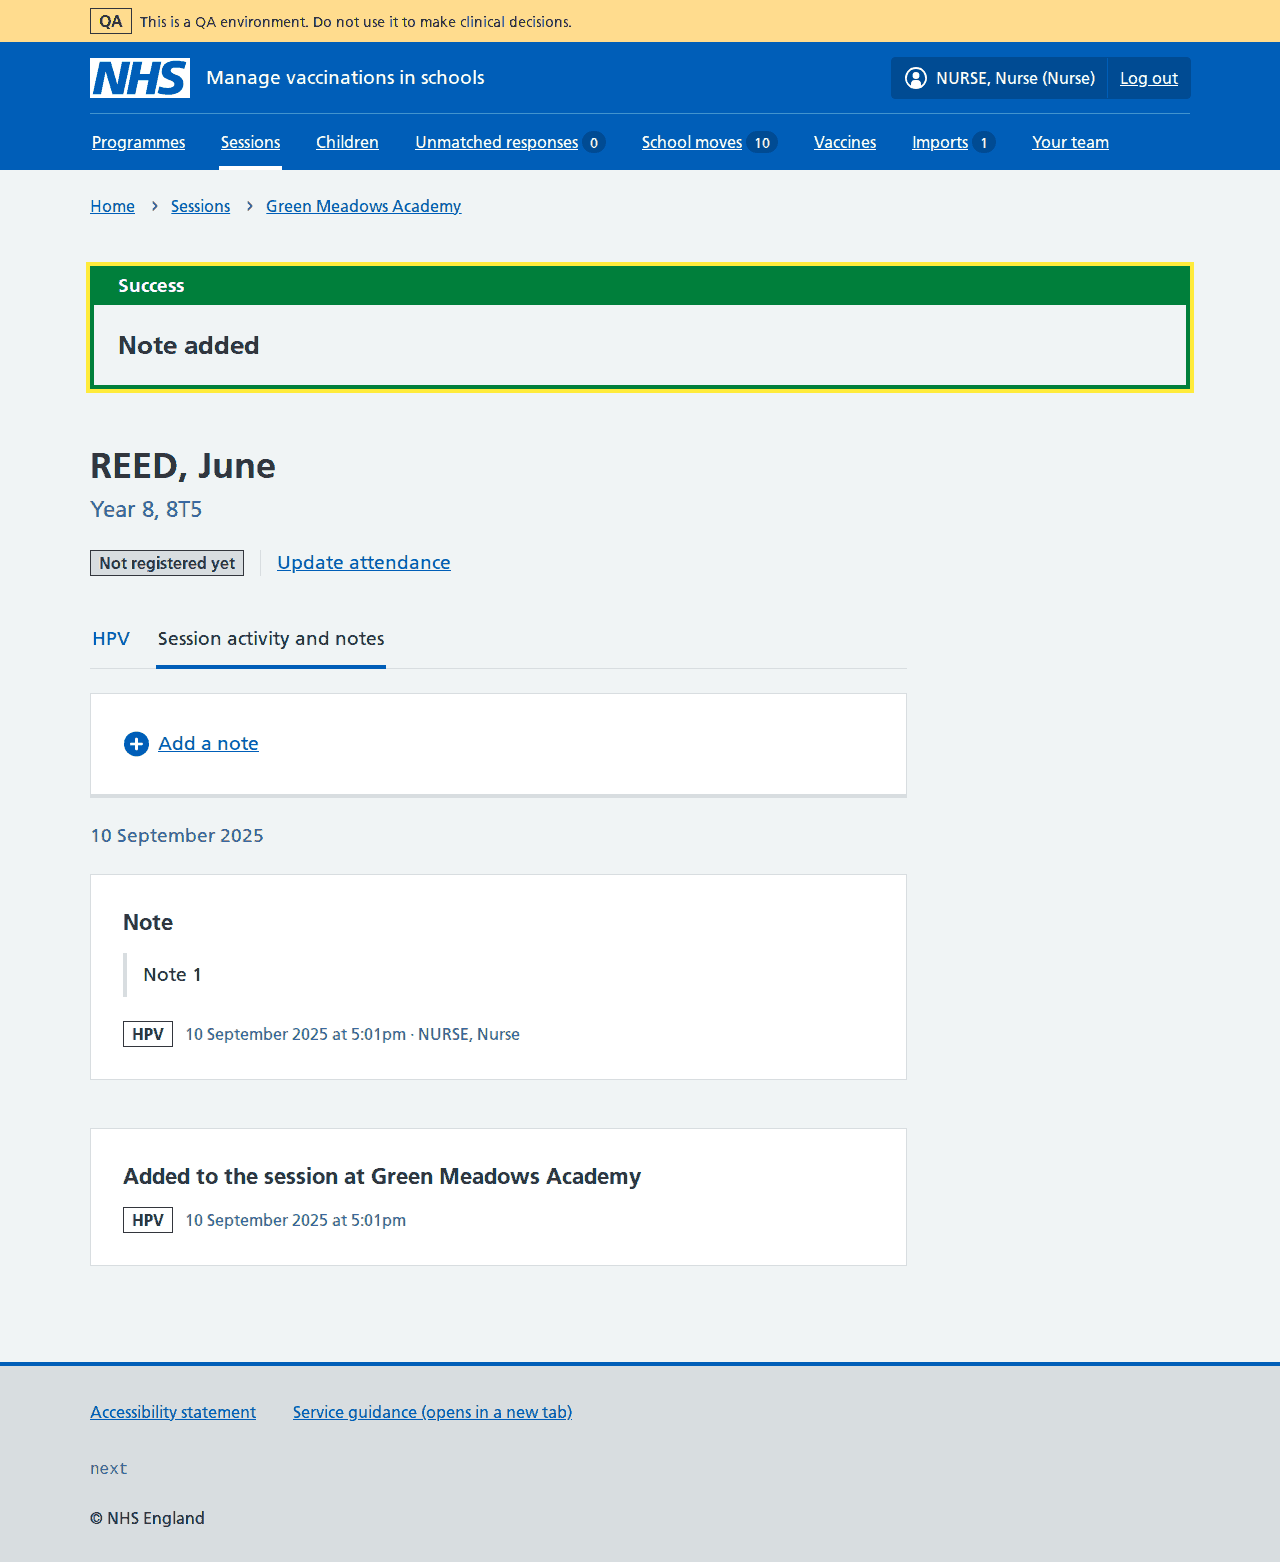 QA This is a QA environment. Do not use it to make clinical decisions.
NHS Manage vaccinations in schools NURSE, Nurse (Nurse) Log out
Programmes Sessions Children Unmatched responses 0 School moves 10 Vaccines Imports 1 Your team
Home Sessions Green Meadows Academy
Success
Note added
REED, June
Year 8, 8T5
Not registered yet Update attendance
HPV Session activity and notes
Add a note
10 September 2025
Note
Note 1
HPV 10 September 2025 at 5:01pm · NURSE, Nurse
Added to the session at Green Meadows Academy
HPV 10 September 2025 at 5:01pm
Accessibility statement Service guidance (opens in a new tab)
next
© NHS England